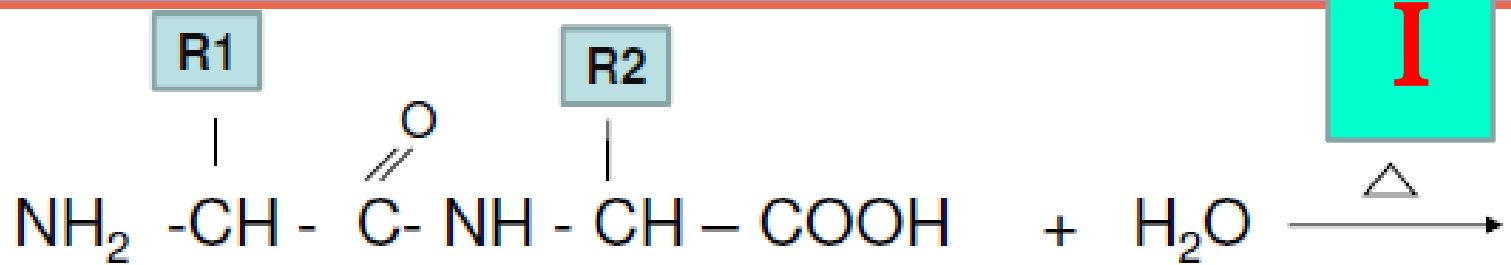 R1 R2 I
O
NH₂ -CH - C- NH - CH – COOH + H₂O